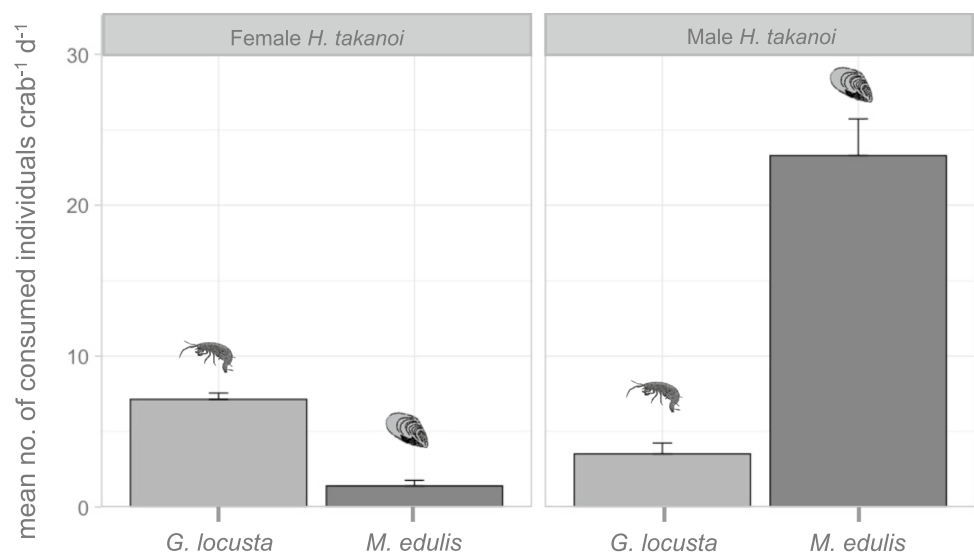 mean no. of consumed individuals crab⁻¹ d⁻¹
Female H. takanoi
Male H. takanoi
30
20
10
0
G. locusta
M. edulis
G. locusta
M. edulis